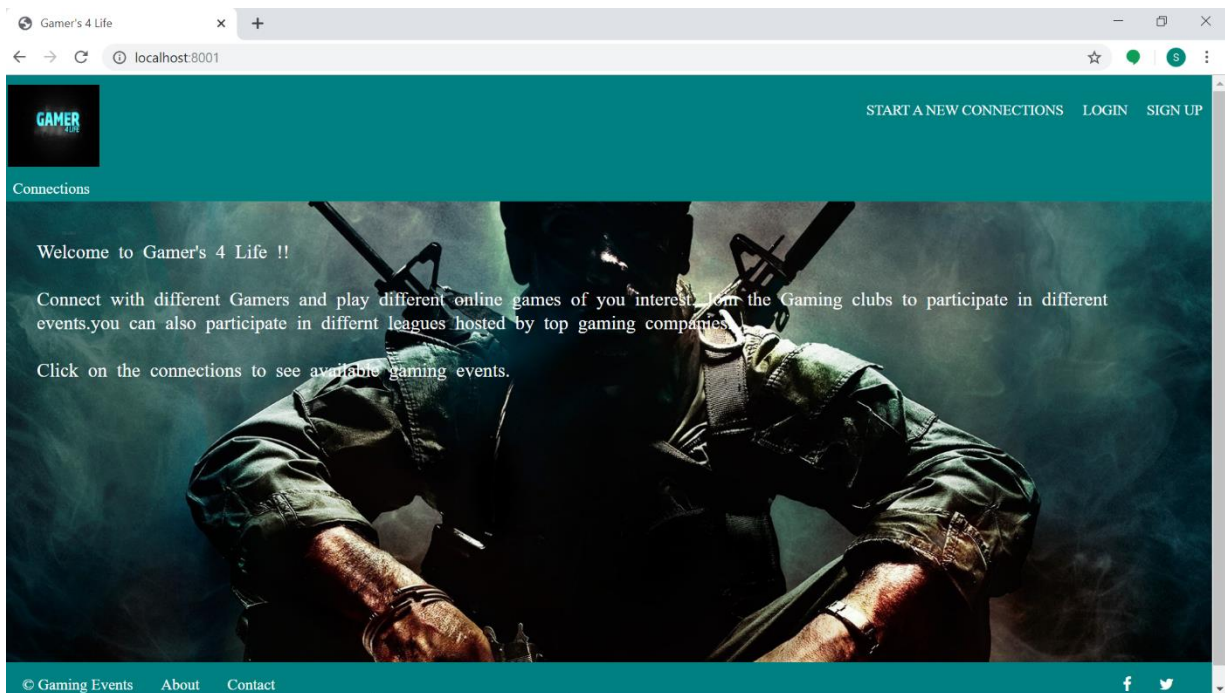 Gamer's 4 Life
localhost:8001
S
GAMER
4 LIFE
START A NEW CONNECTIONS LOGIN SIGN UP
Connections
Welcome to Gamer's 4 Life !!
Connect with different Gamers and play different online games of you interest. Join the Gaming clubs to participate in different
events.you can also participate in differnt leagues hosted by top gaming companies.
Click on the connections to see available gaming events.
© Gaming Events About Contact